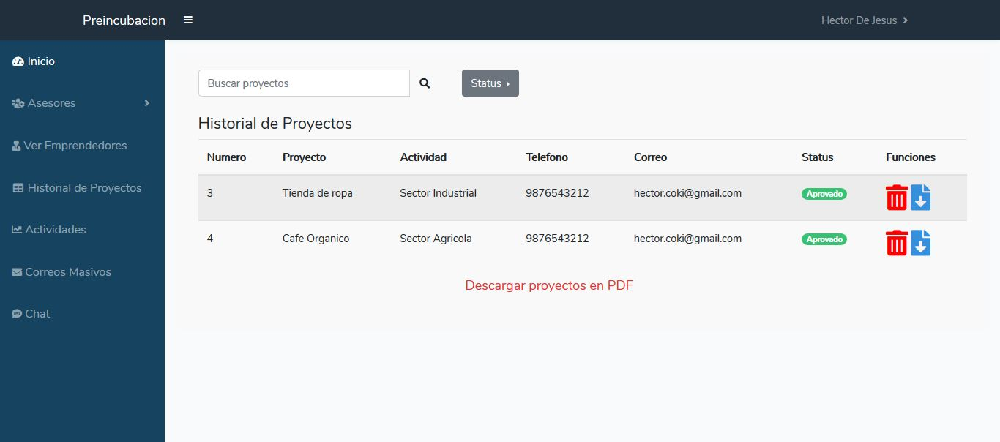 Preincubacion
Hector De Jesus
Inicio
Asesores
Ver Emprendedores
Historial de Proyectos
Actividades
Correos Masivos
Chat
Buscar proyectos
Status
Historial de Proyectos
Numero Proyecto Actividad Telefono Correo Status Funciones
3 Tienda de ropa Sector Industrial 9876543212 hector.coki@gmail.com Aprovado
4 Cafe Organico Sector Agricola 9876543212 hector.coki@gmail.com Aprovado
Descargar proyectos en PDF